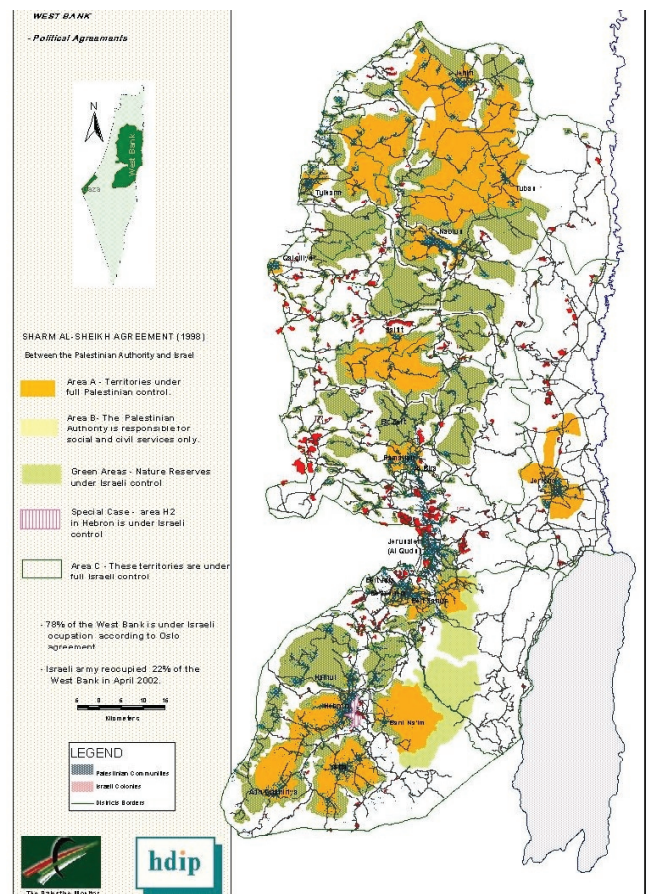 WEST BANK
- Political Agreements
N
West Bank
SHARM AL-SHEIKH AGREEMENT (1998)
Between the Palestinian Authority and Israel
Area A - Territories under
full Palestinian control.
Area B- The Palestinian
Authority is responsible for
social and civil services only.
Green Areas - Nature Reserves
under Israeli control
Special Case - area H2
in Hebron is under Israeli
control
Area C - These territories are under
full Israeli control
- 78% of the West Bank is under Israeli
ocupation according to Oslo
agreement
- Israeli army reocupied 22% of the
West Bank in April 2002.
Kilometers
LEGEND
Palestinian Communities
Israeli Colonies
Districts Borders
The Palestine Monitor
hdip
Jenin
Tulkarm
Tubas
Nablus
Qalqiliya
Salfit
Ramallah
Jericho
Jerusalem
(Al Quds)
Halhul
Hebron
Bani Na'im